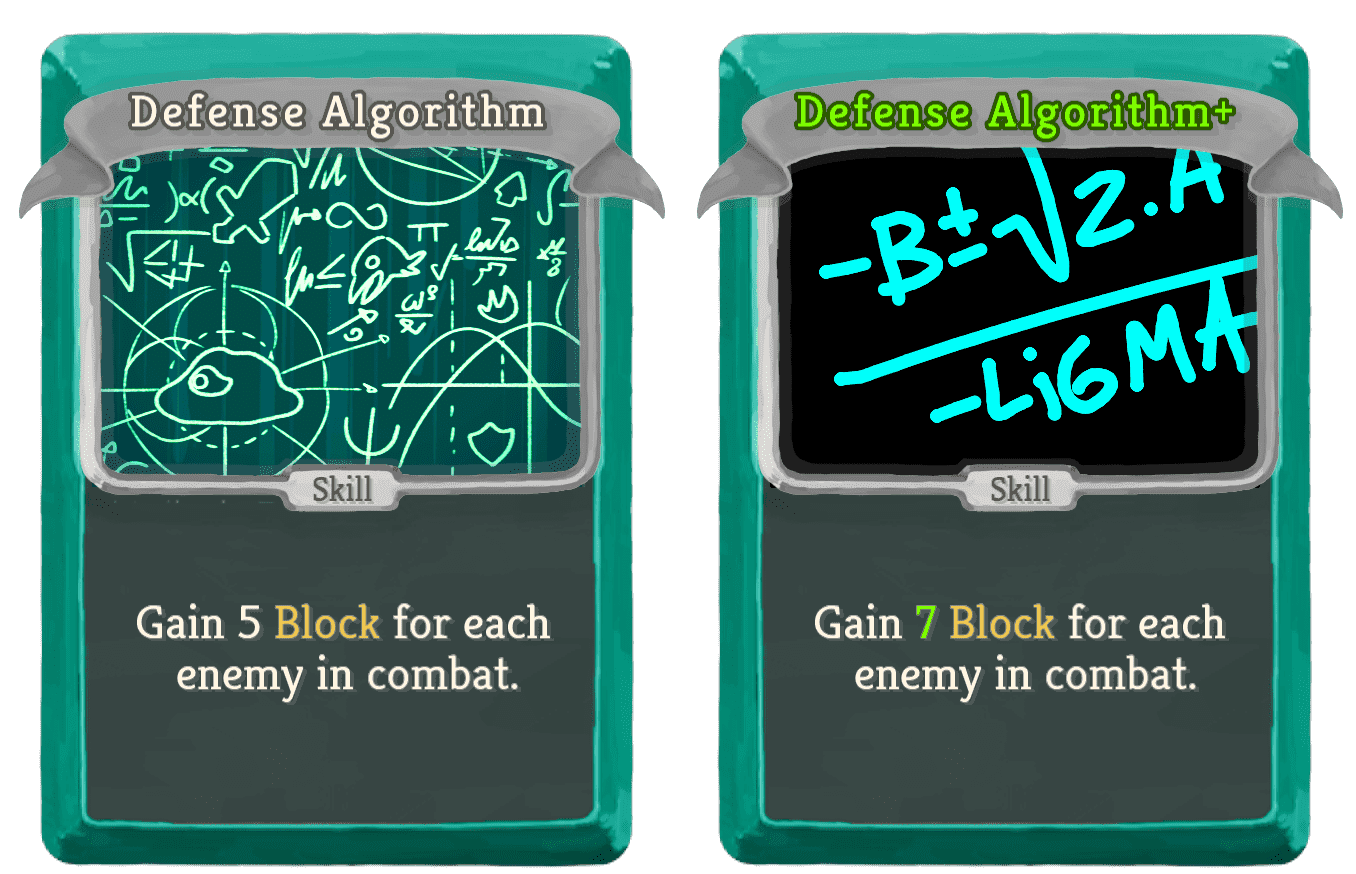 Defense Algorithm
)α(
∞
π
Skill
Gain 5 Block for each
enemy in combat.
Defense Algorithm+
-B±√2.A
-LiGMA
Skill
Gain 7 Block for each
enemy in combat.